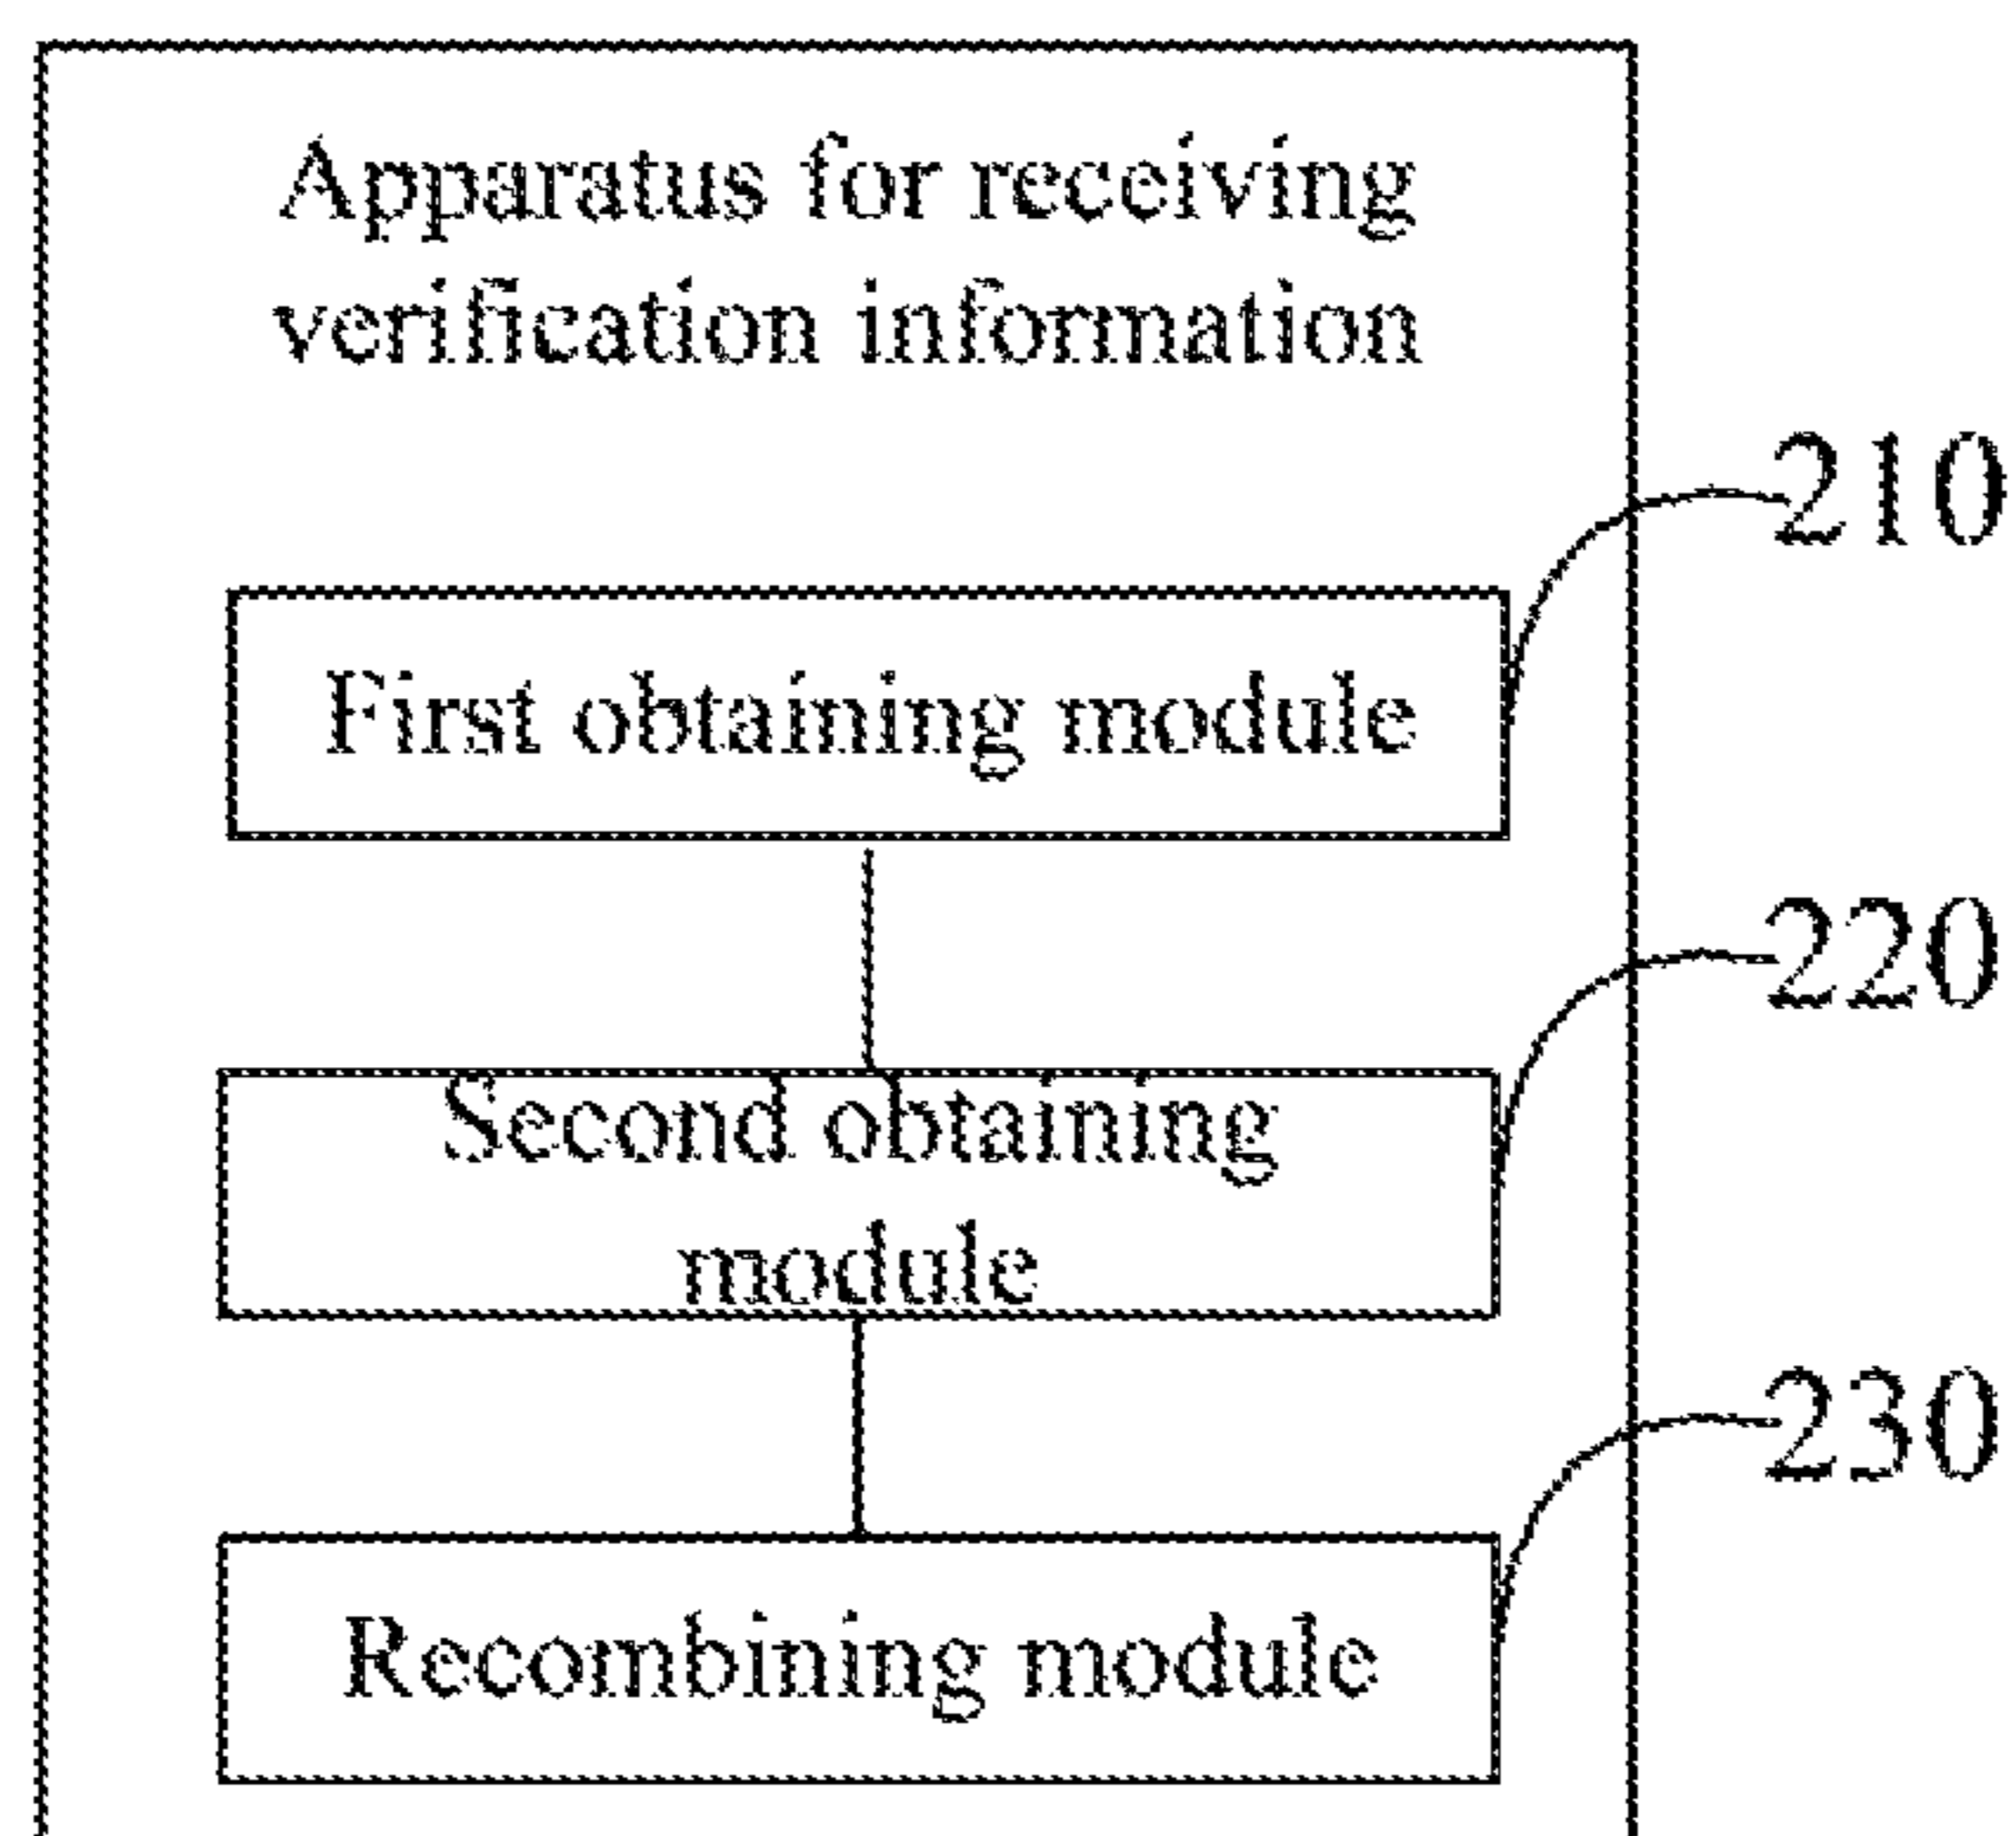 Apparatus for receiving
verification information
210
First obtaining module
220
Second obtaining
module
230
Recombining module